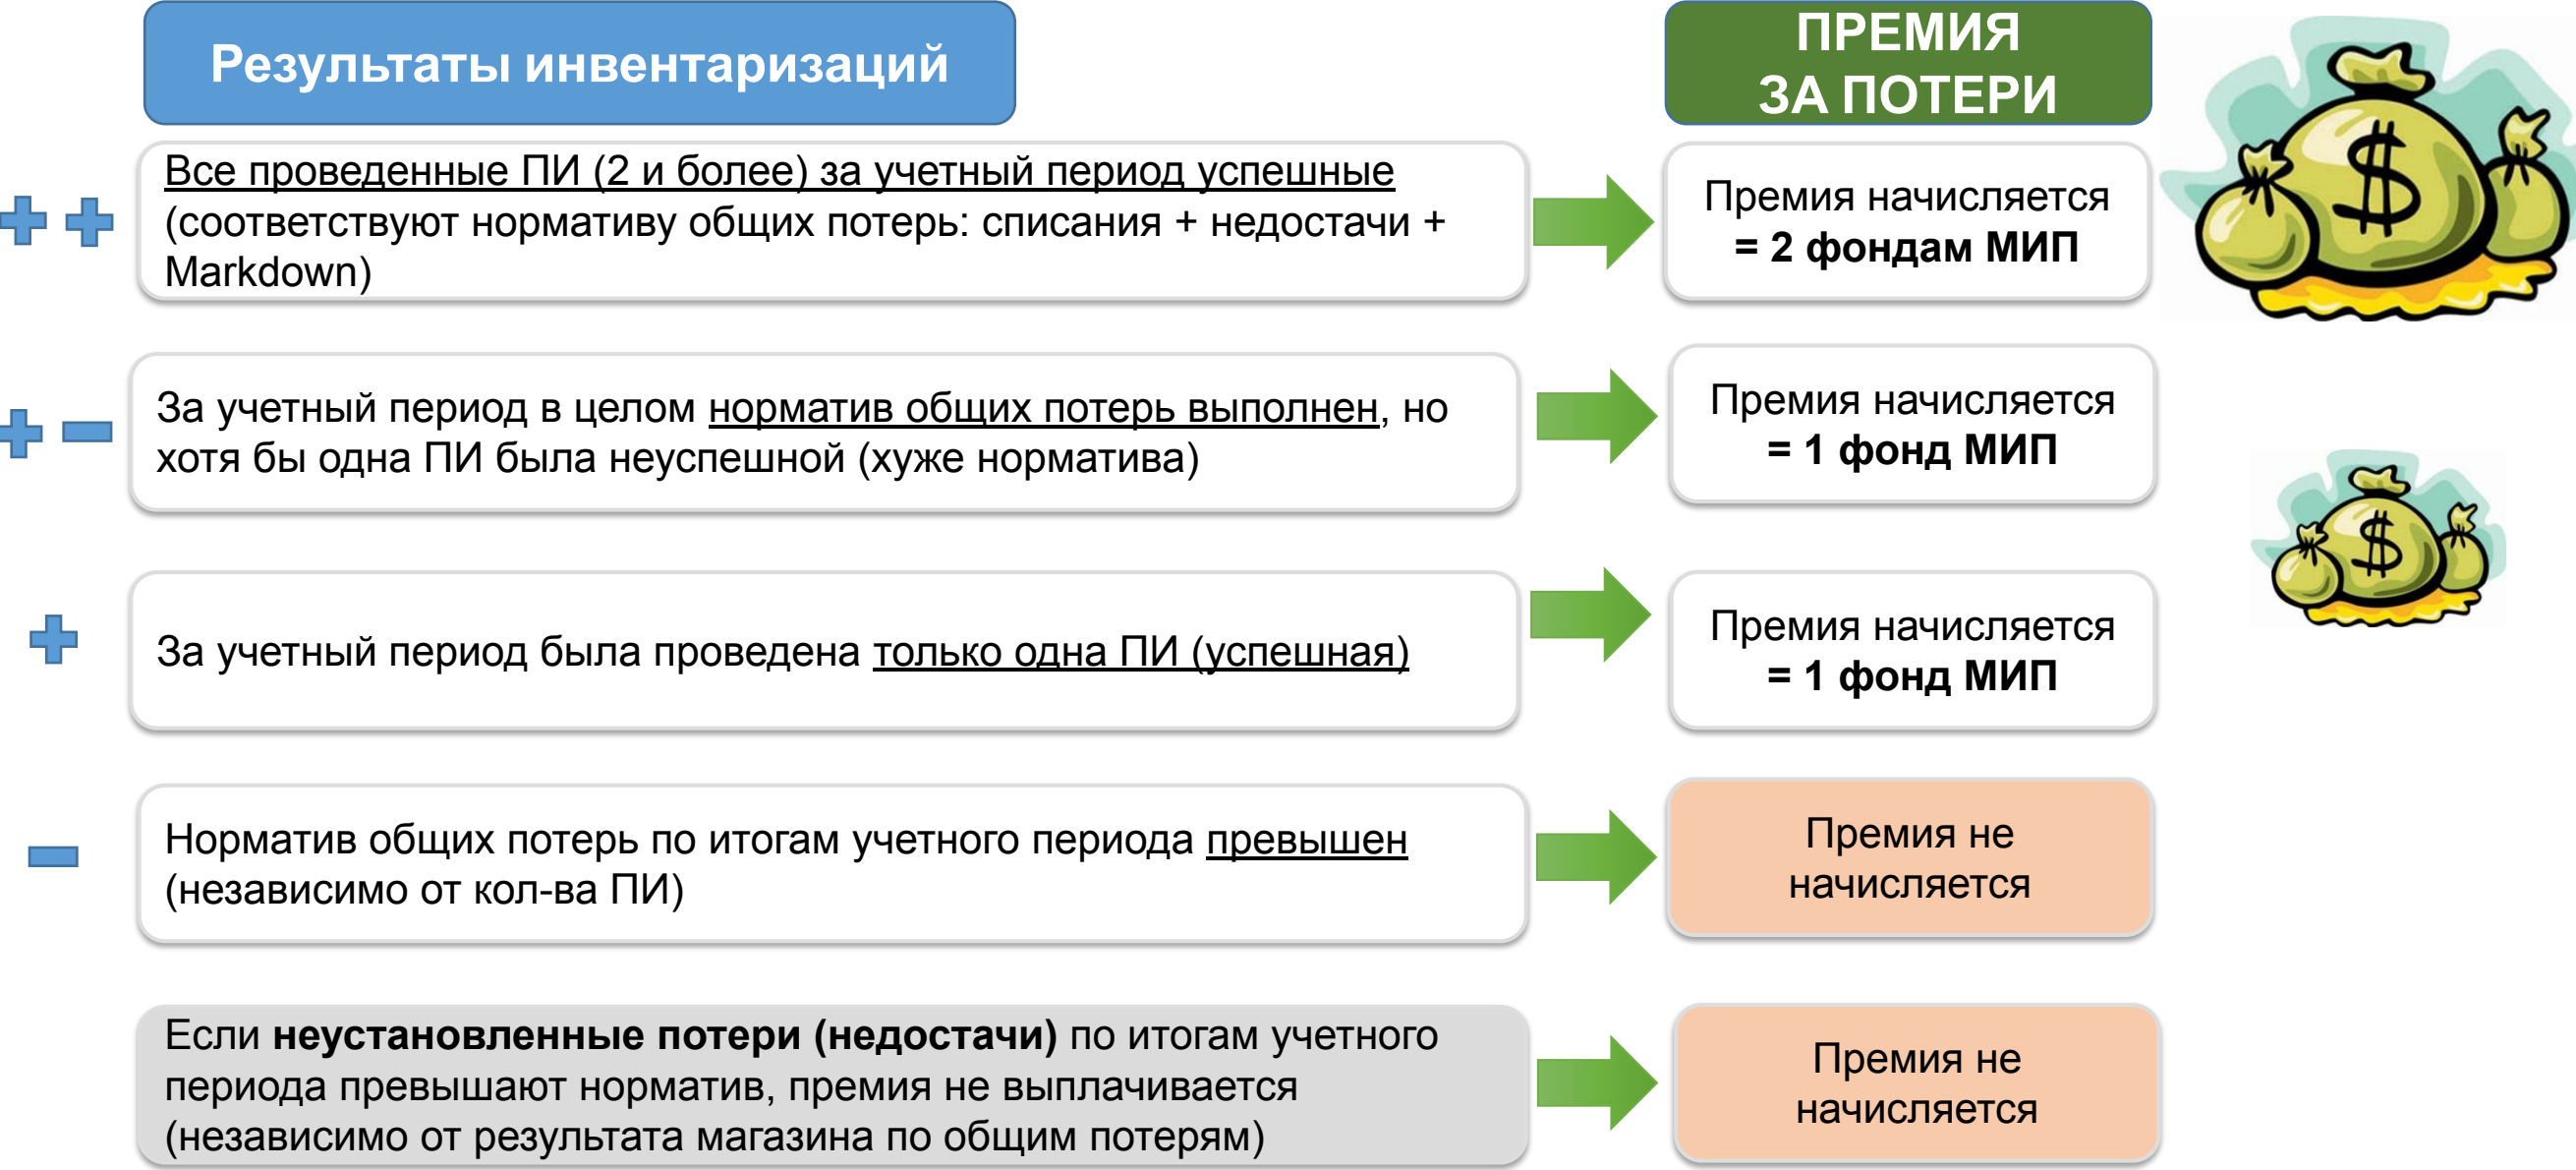 Результаты инвентаризаций
ПРЕМИЯ
ЗА ПОТЕРИ
Все проведенные ПИ (2 и более) за учетный период успешные
(соответствуют нормативу общих потерь: списания + недостачи +
Markdown)
Премия начисляется
= 2 фондам МИП
За учетный период в целом норматив общих потерь выполнен, но
хотя бы одна ПИ была неуспешной (хуже норматива)
Премия начисляется
= 1 фонд МИП
За учетный период была проведена только одна ПИ (успешная)
Премия начисляется
= 1 фонд МИП
Норматив общих потерь по итогам учетного периода превышен
(независимо от кол-ва ПИ)
Премия не
начисляется
Если неустановленные потери (недостачи) по итогам учетного
периода превышают норматив, премия не выплачивается
(независимо от результата магазина по общим потерям)
Премия не
начисляется